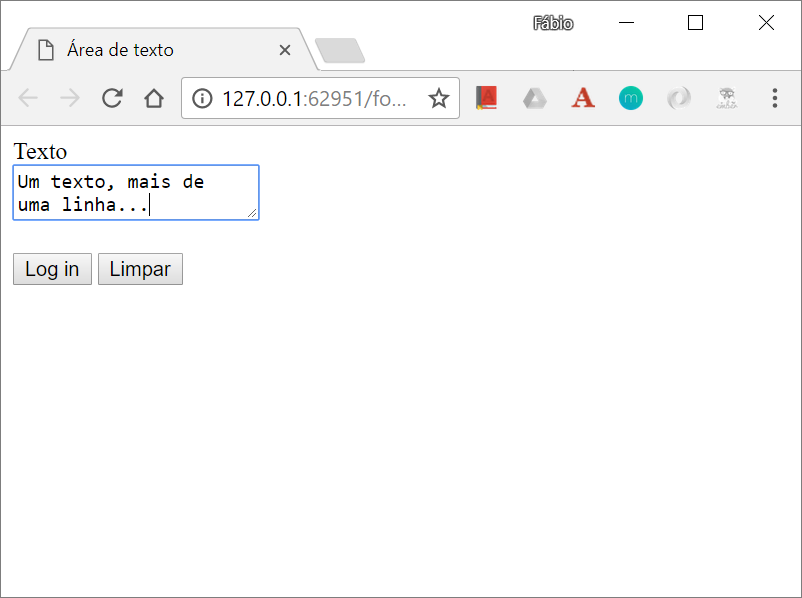 Fábio
Área de texto
127.0.0.1:62951/fo...
A
A
m
Texto
Um texto, mais de
uma linha...
Log in
Limpar